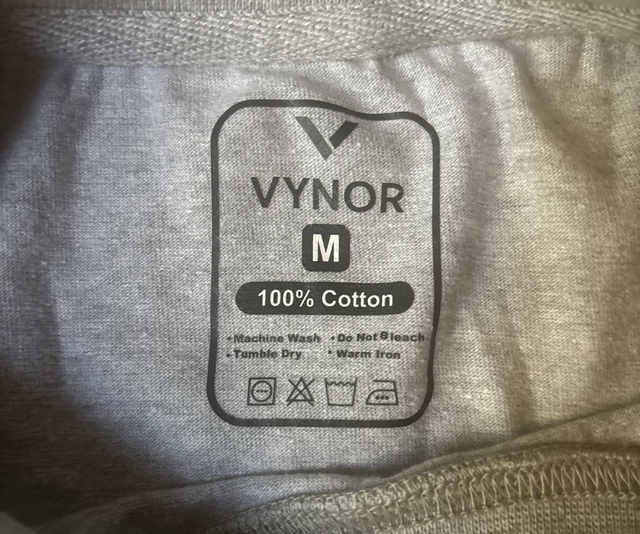 VYNOR
M
100% Cotton
•Machine Wash •Do Not Bleach
•Tumble Dry • Warm Iron